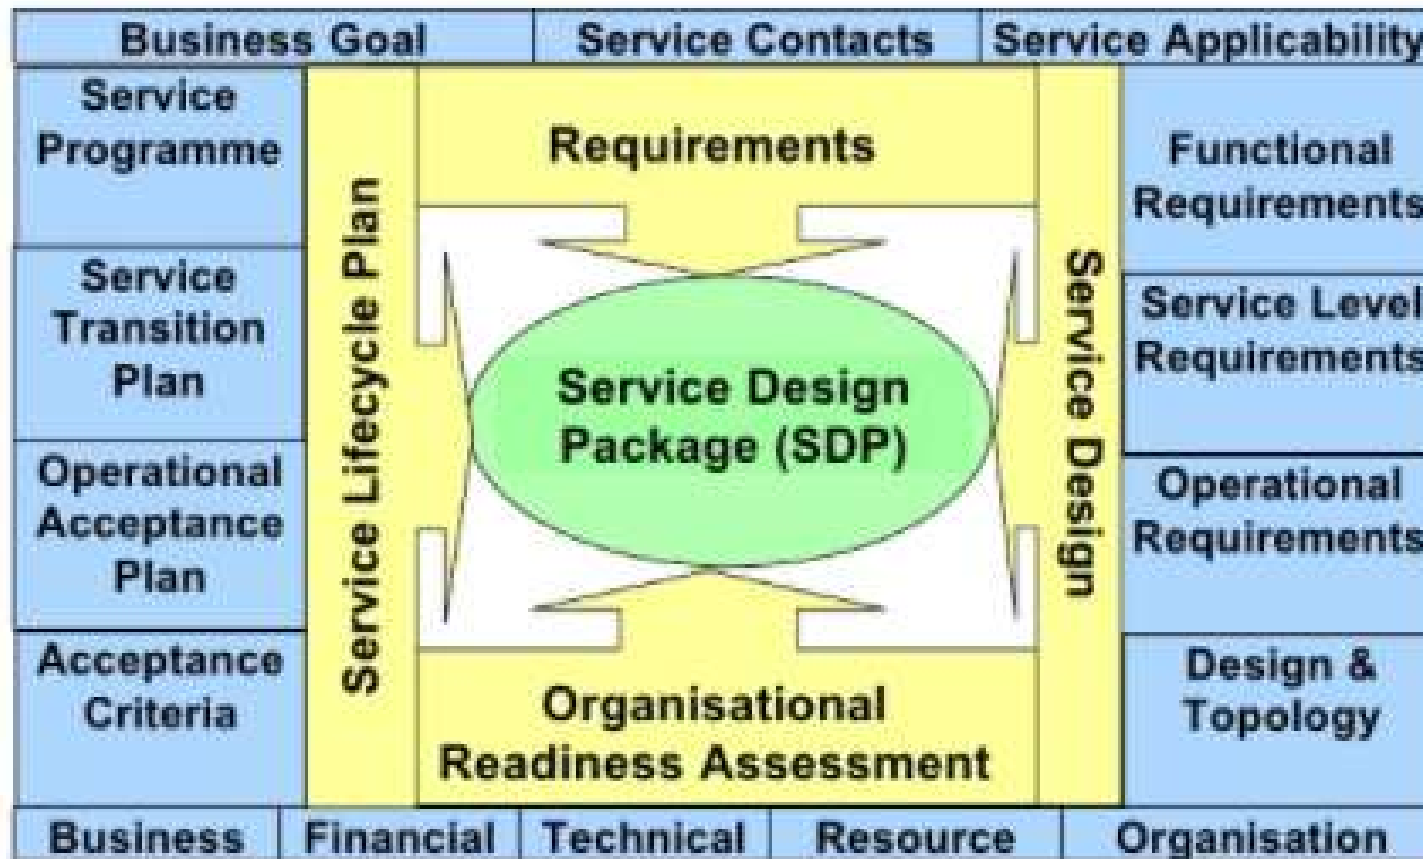 Business Goal
Service Contacts
Service Applicability
Service
Programme
Service
Transition
Plan
Operational
Acceptance
Plan
Acceptance
Criteria
Service Lifecycle Plan
Requirements
Service Design
Package (SDP)
Organisational
Readiness Assessment
Service Design
Functional
Requirements
Service Level
Requirements
Operational
Requirements
Design &
Topology
Business
Financial
Technical
Resource
Organisation